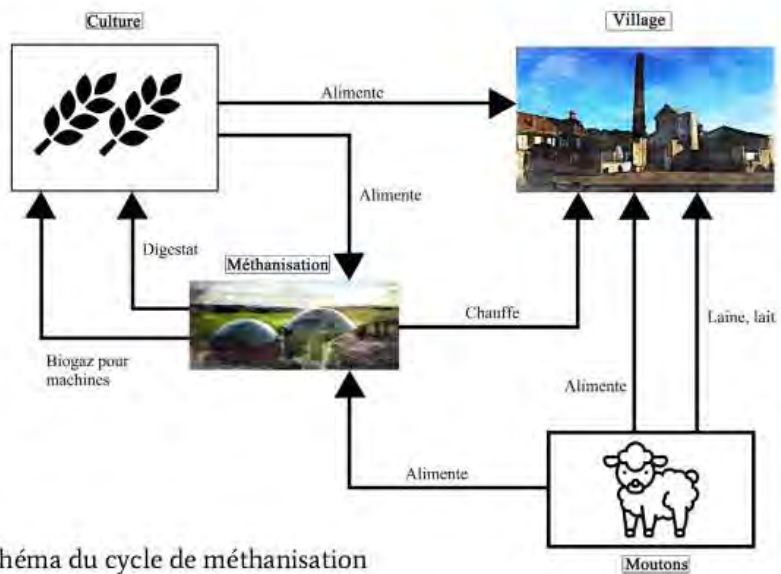 Culture
Village
Alimente
Alimente
Digestat
Méthanisation
Chauffe
Laine, lait
Biogaz pour
machines
Alimente
Alimente
héma du cycle de méthanisation
Moutons